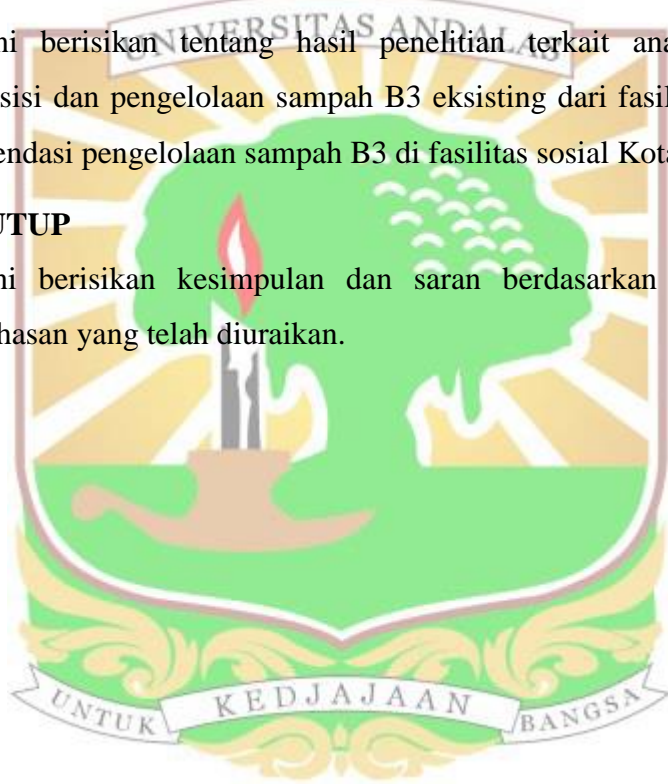 UNIVERSITAS ANDALAS
ni berisikan tentang hasil penelitian terkait ana
sisi dan pengelolaan sampah B3 eksisting dari fasil
endasi pengelolaan sampah B3 di fasilitas sosial Kota
UTUP
ni berisikan kesimpulan dan saran berdasarkan
hasan yang telah diuraikan.
UNTUK KEDJAJAAN BANGSA